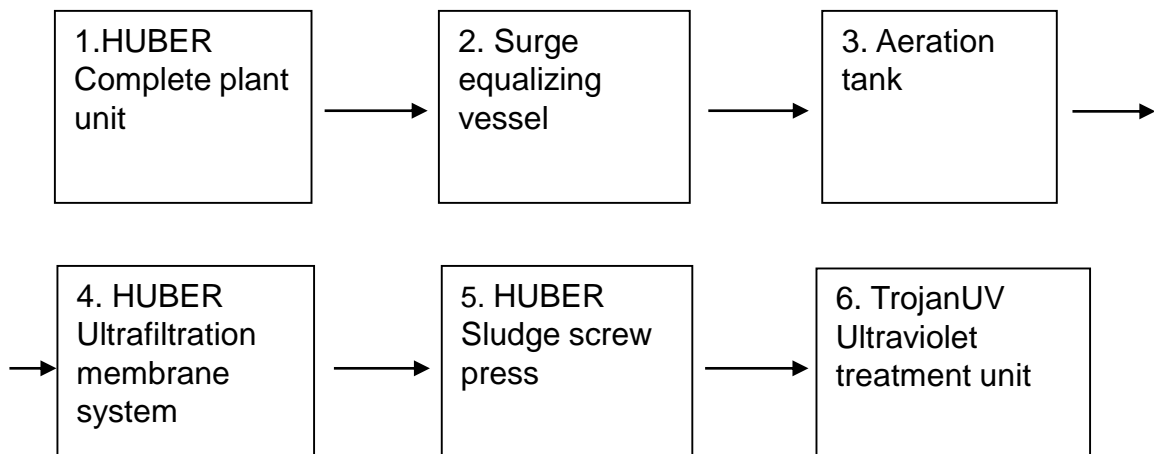 1.HUBER
Complete plant
unit
2. Surge
equalizing
vessel
3. Aeration
tank
4. HUBER
Ultrafiltration
membrane
system
5. HUBER
Sludge screw
press
6. TrojanUV
Ultraviolet
treatment unit